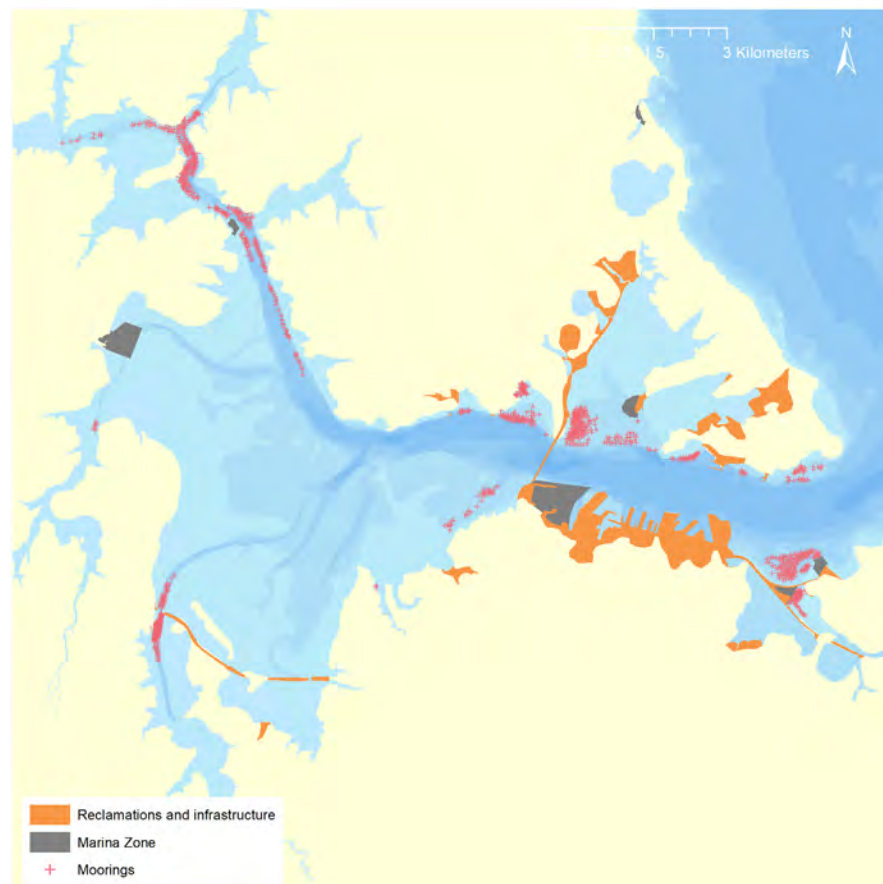 N
3 Kilometers
Reclamations and infrastructure
Marina Zone
Moorings